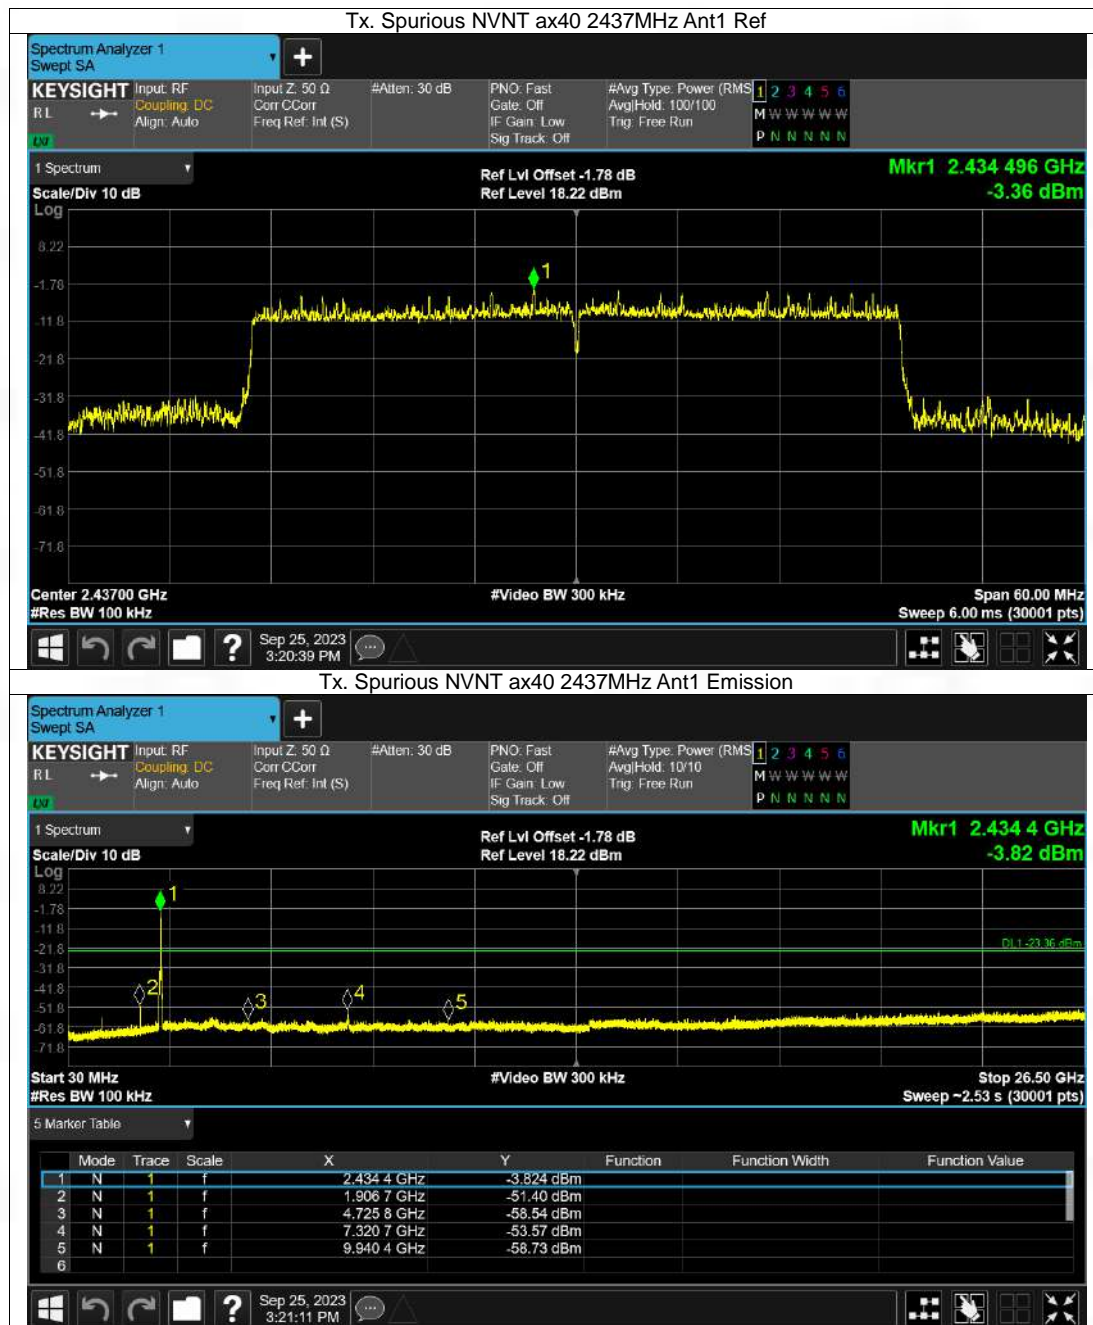 Tx. Spurious NVNT ax40 2437MHz Ant1 Ref
Spectrum Analyzer 1
Swept SA
KEYSIGHT Input: RF Input Z: 50 Ω #Atten: 30 dB PNO: Fast #Avg Type: Power (RMS 1 2 3 4 5 6
RL Coupling: DC Corr CCorr Gate: Off Avg|Hold: 100/100 M W W W W W
Align: Auto Freq Ref: Int (S) IF Gain: Low Trig: Free Run
LXI Sig Track: Off P N N N N N
1 Spectrum Ref Lvl Offset -1.78 dB Mkr1 2.434 496 GHz
Scale/Div 10 dB Ref Level 18.22 dBm -3.36 dBm
Log
8.22
1
-1.78
-11.8
-21.8
-31.8
-41.8
-51.8
-61.8
-71.8
Center 2.43700 GHz #Video BW 300 kHz Span 60.00 MHz
#Res BW 100 kHz Sweep 6.00 ms (30001 pts)
Sep 25, 2023
3:20:39 PM
Tx. Spurious NVNT ax40 2437MHz Ant1 Emission
Spectrum Analyzer 1
Swept SA
KEYSIGHT Input: RF Input Z: 50 Ω #Atten: 30 dB PNO: Fast #Avg Type: Power (RMS 1 2 3 4 5 6
RL Coupling: DC Corr CCorr Gate: Off Avg|Hold: 10/10 M W W W W W
Align: Auto Freq Ref: Int (S) IF Gain: Low Trig: Free Run
LXI Sig Track: Off P N N N N N
1 Spectrum Ref Lvl Offset -1.78 dB Mkr1 2.434 4 GHz
Scale/Div 10 dB Ref Level 18.22 dBm -3.82 dBm
Log
8.22
1
-1.78
-11.8
-21.8 DL1 -23.36 dBm
-31.8
-41.8 2 3 4 5
-51.8
-61.8
-71.8
Start 30 MHz #Video BW 300 kHz Stop 26.50 GHz
#Res BW 100 kHz Sweep ~2.53 s (30001 pts)
5 Marker Table
Mode Trace Scale X Y Function Function Width Function Value
1 N 1 f 2.434 4 GHz -3.824 dBm
2 N 1 f 1.906 7 GHz -51.40 dBm
3 N 1 f 4.725 8 GHz -58.54 dBm
4 N 1 f 7.320 7 GHz -53.57 dBm
5 N 1 f 9.940 4 GHz -58.73 dBm
6
Sep 25, 2023
3:21:11 PM